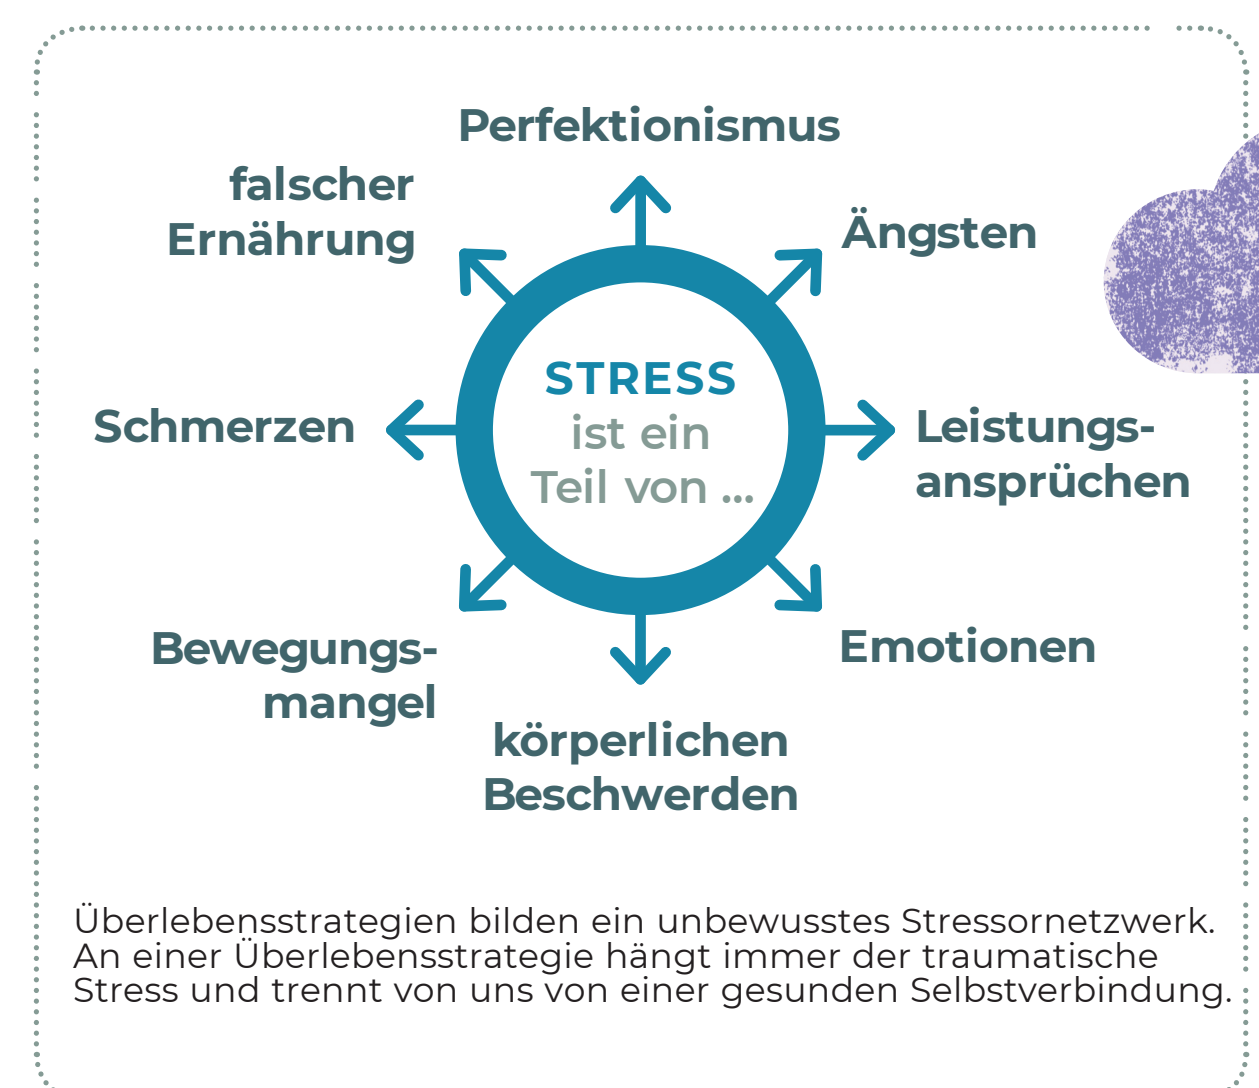 Perfektionismus
falscher
Ernährung
Ängsten
Schmerzen
STRESS
ist ein
Teil von ...
Leistungs-
ansprüchen
Bewegungs-
mangel
Emotionen
körperlichen
Beschwerden
Überlebensstrategien bilden ein unbewusstes Stressornetzwerk.
An einer Überlebensstrategie hängt immer der traumatische
Stress und trennt von uns von einer gesunden Selbstverbindung.